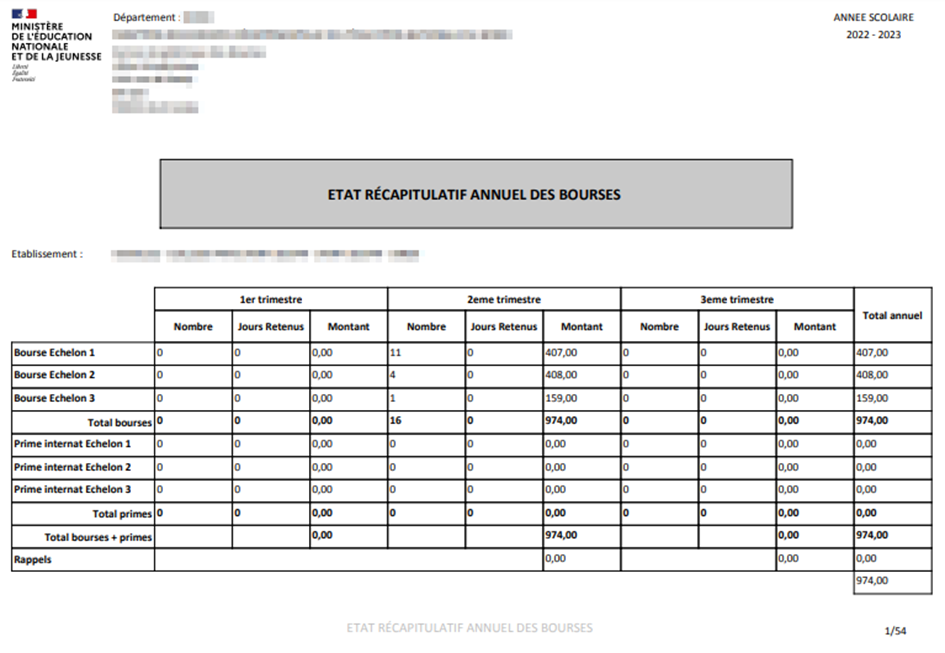 MINISTÈRE
DE L'ÉDUCATION
NATIONALE
ET DE LA JEUNESSE
Liberté
Égalité
Fraternité
Département :
ANNEE SCOLAIRE
2022 - 2023
ETAT RÉCAPITULATIF ANNUEL DES BOURSES
Etablissement :
1er trimestre 2eme trimestre 3eme trimestre Total annuel
Nombre Jours Retenus Montant Nombre Jours Retenus Montant Nombre Jours Retenus Montant
Bourse Echelon 1 0 0 0,00 11 0 407,00 0 0 0,00 407,00
Bourse Echelon 2 0 0 0,00 4 0 408,00 0 0 0,00 408,00
Bourse Echelon 3 0 0 0,00 1 0 159,00 0 0 0,00 159,00
Total bourses 0 0 0,00 16 0 974,00 0 0 0,00 974,00
Prime internat Echelon 1 0 0 0,00 0 0 0,00 0 0 0,00 0,00
Prime internat Echelon 2 0 0 0,00 0 0 0,00 0 0 0,00 0,00
Prime internat Echelon 3 0 0 0,00 0 0 0,00 0 0 0,00 0,00
Total primes 0 0 0,00 0 0 0,00 0 0 0,00 0,00
Total bourses + primes 0,00 974,00 0,00 974,00
Rappels 0,00 0,00 0,00
974,00
ETAT RÉCAPITULATIF ANNUEL DES BOURSES
1/54